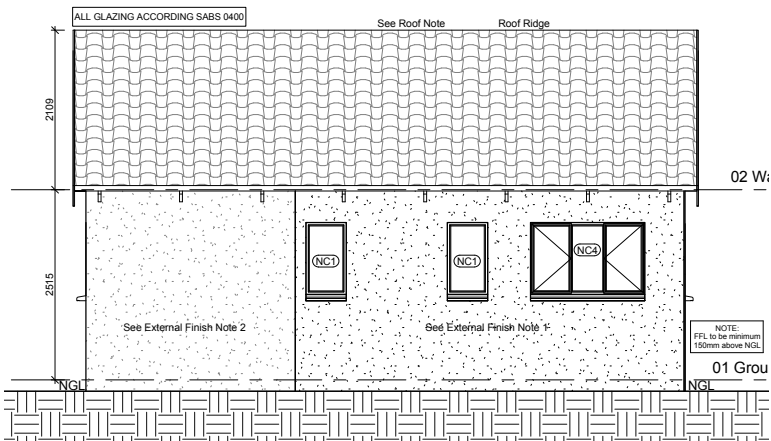 ALL GLAZING ACCORDING SABS 0400
See Roof Note
Roof Ridge
2109
02 Wa
2515
NC1
NC1
NC4
See External Finish Note 2
See External Finish Note 1
NOTE:
FFL to be minimum
150mm above NGL
01 Grou
NGL
NGL